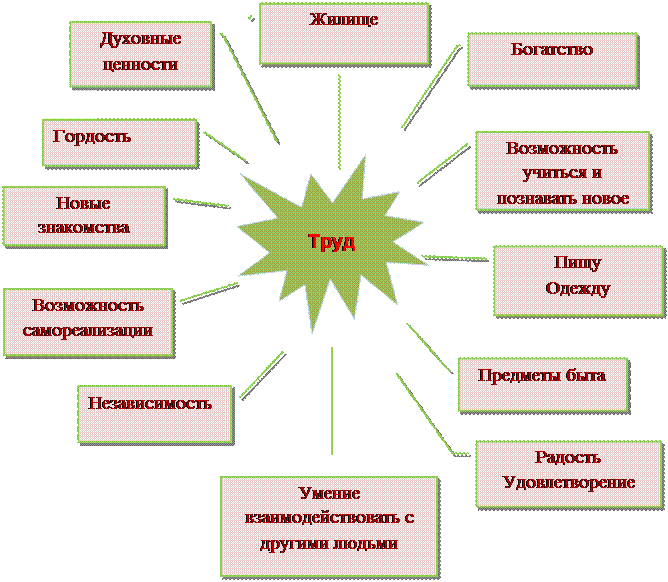 Жилище
Духовные
ценности
Богатство
Гордость
Возможность
учиться и
познавать новое
Новые
знакомства
Труд
Пищу
Одежду
Возможность
самореализации
Предметы быта
Независимость
Радость
Удовлетворение
Умение
взаимодействовать с
другими людьми